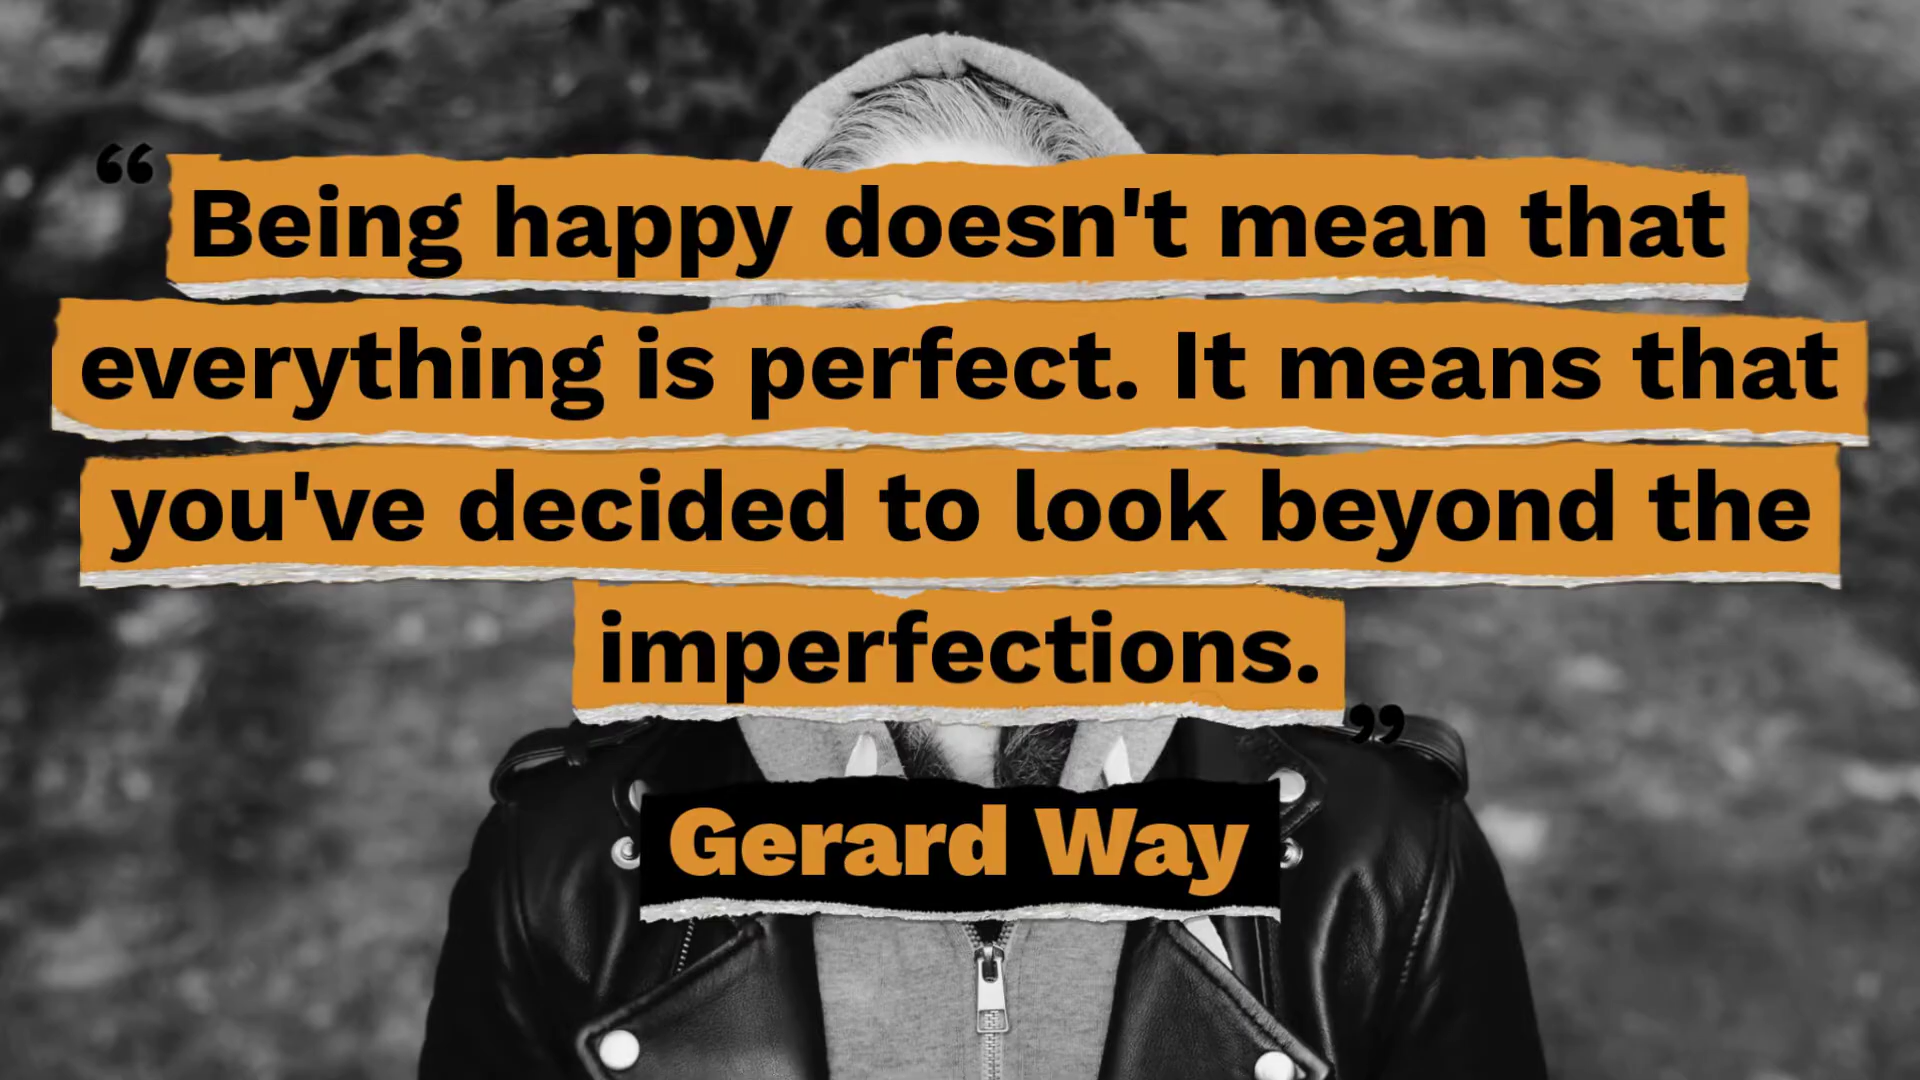 “Being happy doesn't mean that
everything is perfect. It means that
you've decided to look beyond the
imperfections.”
Gerard Way